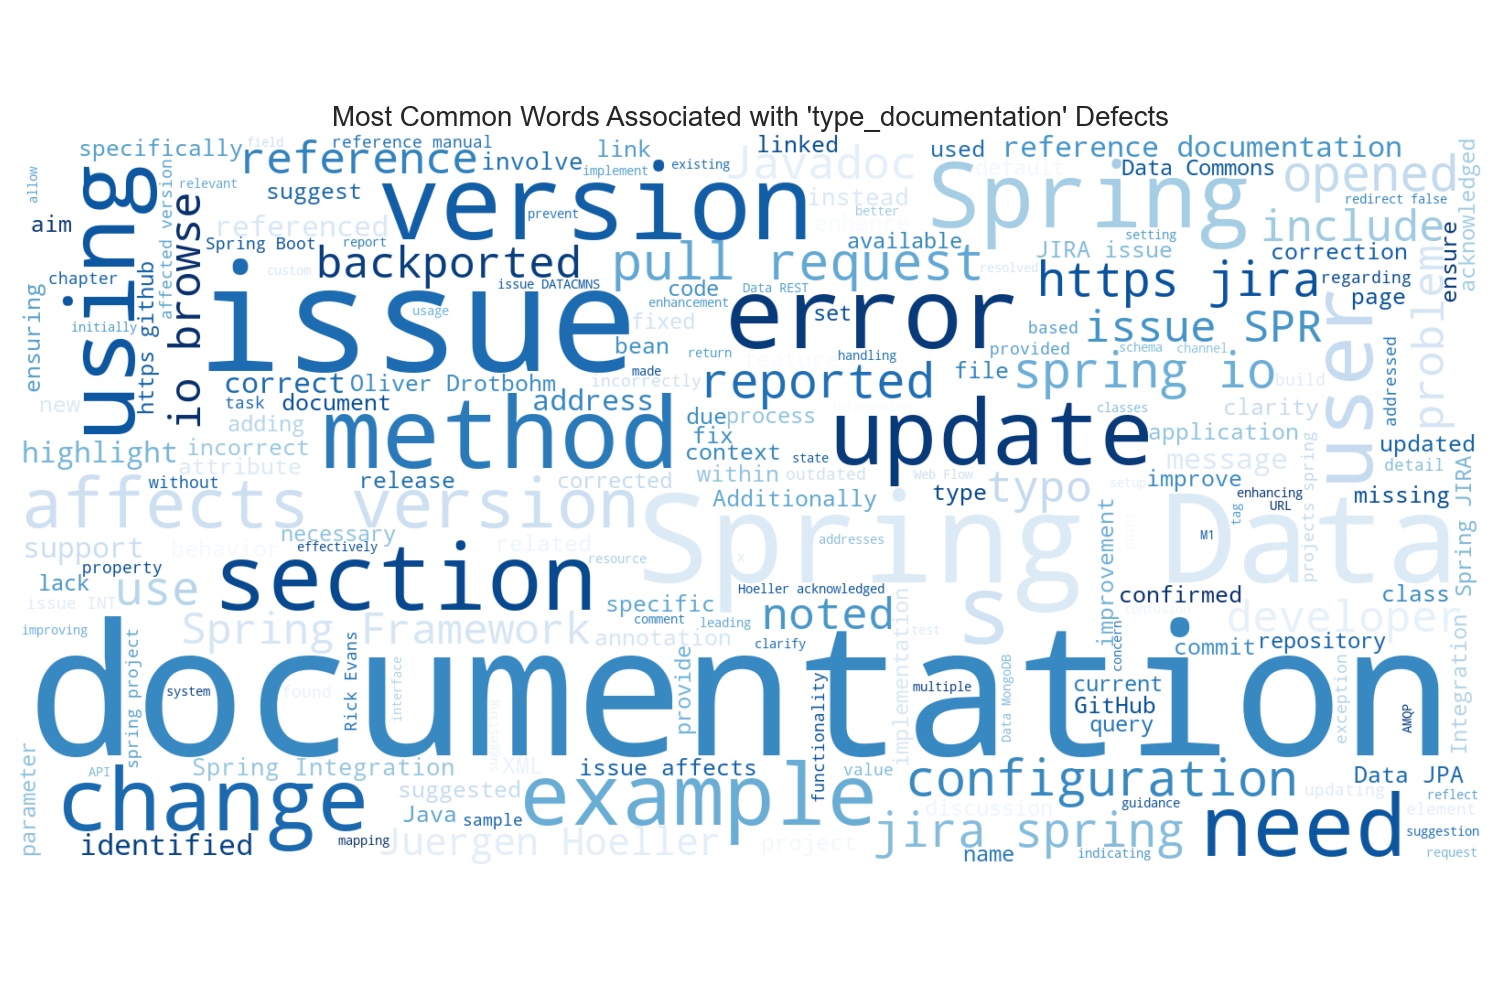 Most Common Words Associated with 'type_documentation' Defects
allow
specifically
field
reference manual
reference
involve
link
implement
existing
linked
Javadoc
used
reference documentation
default
Data Commons
opened
acknowledged
using
affected version
relevant
suggest
version
prevent
instead
better
enhance
Spring
redirect false
include
aim
browse
io browse
referenced
Spring Boot
report
backported
custom
issue DATACMNS
pull request
available
resolved
setting
JIRA issue
correction
ensure
chapter
https github
issue
code
Data REST
enhancement
error
set
https jira
regarding
page
user
problem
ensuring
initially
usage
fixed
bean
return
feature
handling
based
issue SPR
provided
schema
channel
correct
Oliver Drotbohm
made
incorrectly
reported
file
spring io
build
addressed
new
task
document
address
due
process
classes
clarity
adding
method
fix
update
application
updated
highlight
incorrect
attribute
context
state
message
detail
without
release
corrected
within
outdated
Web Flow
setup
improve
enhancing
missing
affects version
Additionally
type
typo
URL
tag
Spring JIRA
projects spring
necessary
Spring Data
addresses
M1
point
support
behavior
effectively
related
resource
x
improvement
property
lack
use
section
Hoeller acknowledged
confirmed
class
issue INT
specific
comment
leading
noted
s
confusion
developer
improving
Spring Framework
annotation
clarify
implementation
test
concern
commit
repository
documentation
spring project
system
found
Rick Evans
interface
suggesting
provide
functionality
multiple
Data MongoDB
current
GitHub
query
exception
AMQP
Integration
parameter
API
Spring Integration
XML
issue affects
value
configuration
Data JPA
change
suggested
example
discussion
guidance
updating
reflect
element
Java
sample
identified
mapping
Juergen Hoeller
project
jira spring
name
indicating
need
suggestion
request